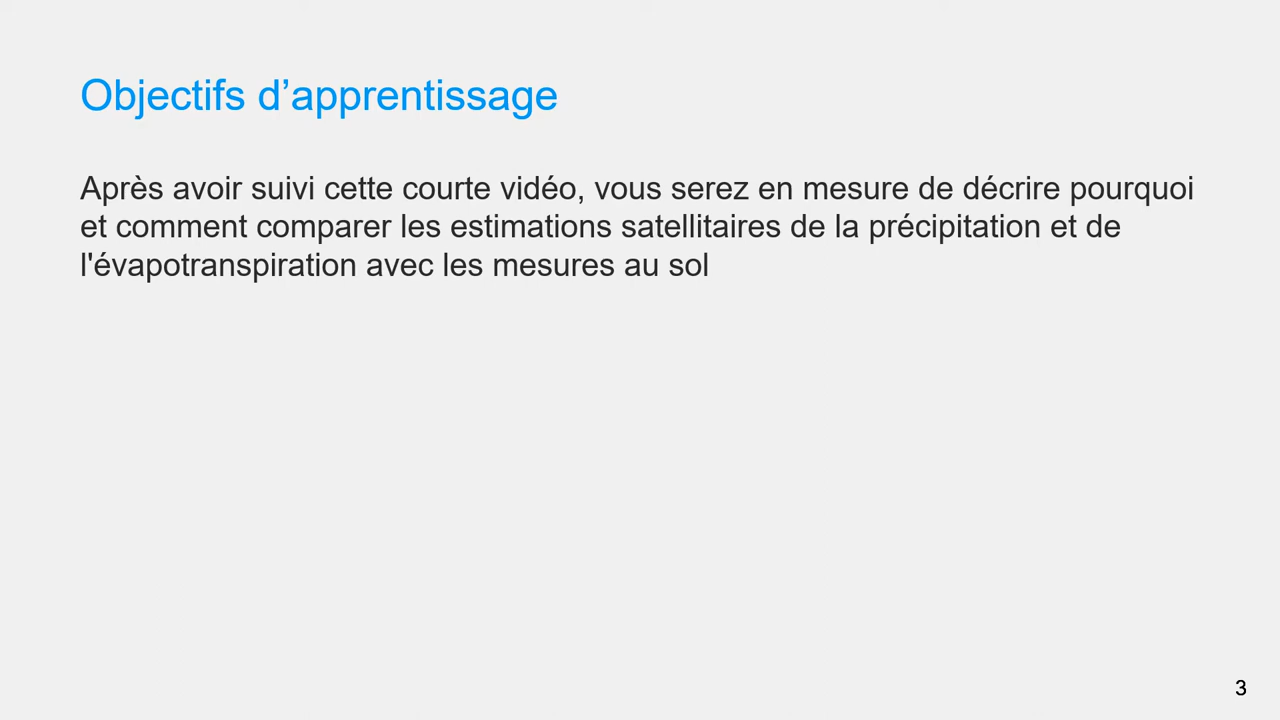 Objectifs d’apprentissage
Après avoir suivi cette courte vidéo, vous serez en mesure de décrire pourquoi
et comment comparer les estimations satellitaires de la précipitation et de
l'évapotranspiration avec les mesures au sol
3